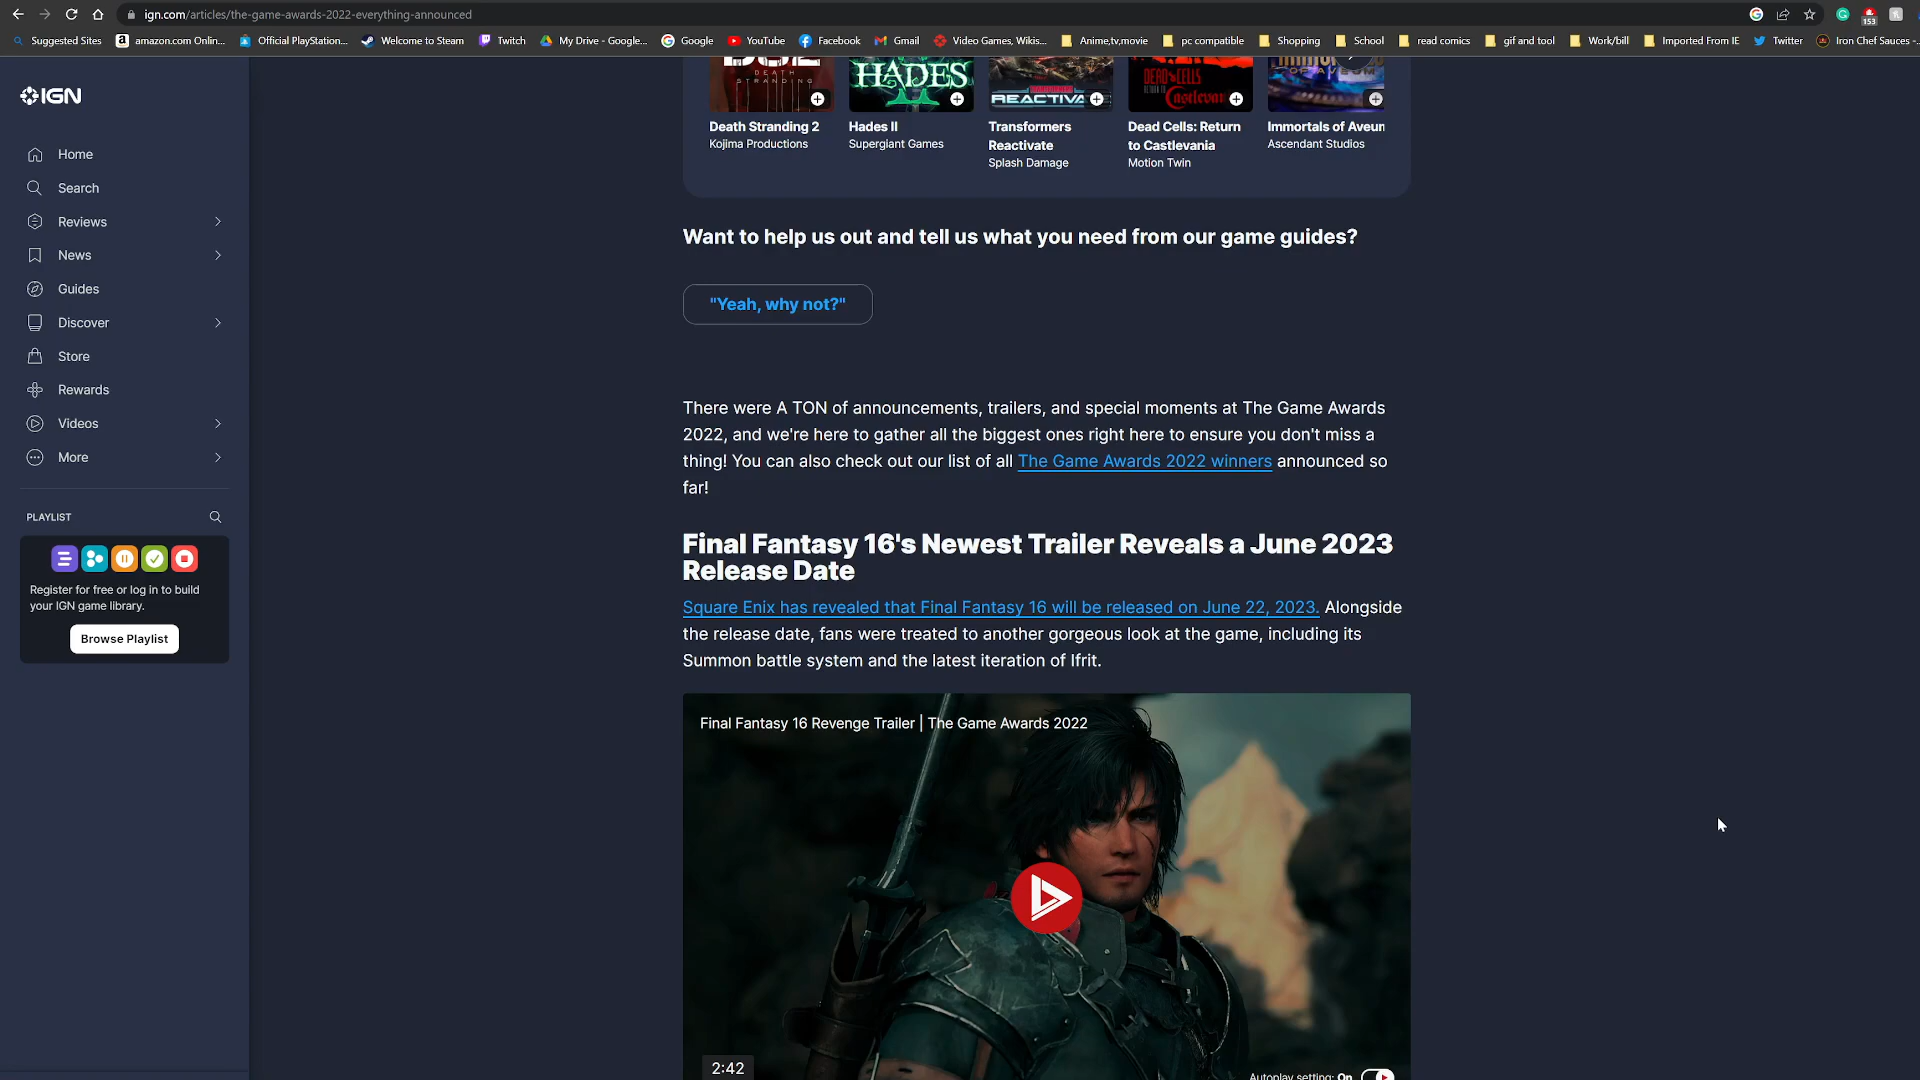 ign.com/articles/the-game-awards-2022-everything-announced
153
Suggested Sites
amazon.com Onlin...
Official PlayStation...
Welcome to Steam
Twitch
My Drive - Google...
Google
YouTube
Facebook
Gmail
Video Games, Wikis...
Anime,tv,movie
pc compatible
Shopping
School
read comics
gif and tool
Work/bill
Imported From IE
Twitter
Iron Chef Sauces -...
IGN
Home
Search
Reviews
News
Guides
Discover
Store
Rewards
Videos
More
PLAYLIST
Register for free or log in to build
your IGN game library.
Browse Playlist
DEATH
STRANDING
HADES
II
REACTIVA
DEAD CELLS
RETURN TO
Castlevan
OF AVEUM
Death Stranding 2
Kojima Productions
Hades II
Supergiant Games
Transformers
Reactivate
Splash Damage
Dead Cells: Return
to Castlevania
Motion Twin
Immortals of Aveun
Ascendant Studios
Want to help us out and tell us what you need from our game guides?
"Yeah, why not?"
There were A TON of announcements, trailers, and special moments at The Game Awards
2022, and we're here to gather all the biggest ones right here to ensure you don't miss a
thing! You can also check out our list of all The Game Awards 2022 winners announced so
far!
Final Fantasy 16's Newest Trailer Reveals a June 2023
Release Date
Square Enix has revealed that Final Fantasy 16 will be released on June 22, 2023. Alongside
the release date, fans were treated to another gorgeous look at the game, including its
Summon battle system and the latest iteration of Ifrit.
Final Fantasy 16 Revenge Trailer | The Game Awards 2022
2:42
Autoplay setting: On